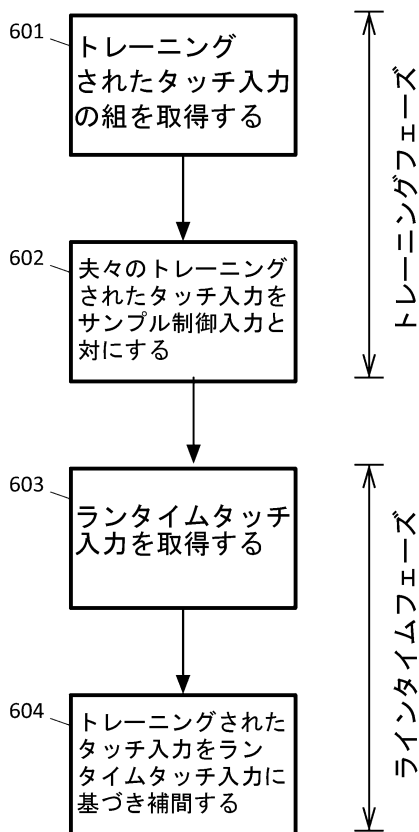 601
トレーニング
されたタッチ入力
の組を取得する
トレーニングフェーズ
602
夫々のトレーニング
されたタッチ入力を
サンプル制御入力と
対にする
603
ランタイムタッチ
入力を取得する
ラインタイムフェーズ
604
トレーニングされた
タッチ入力をラン
タイムタッチ入力に
基づき補間する